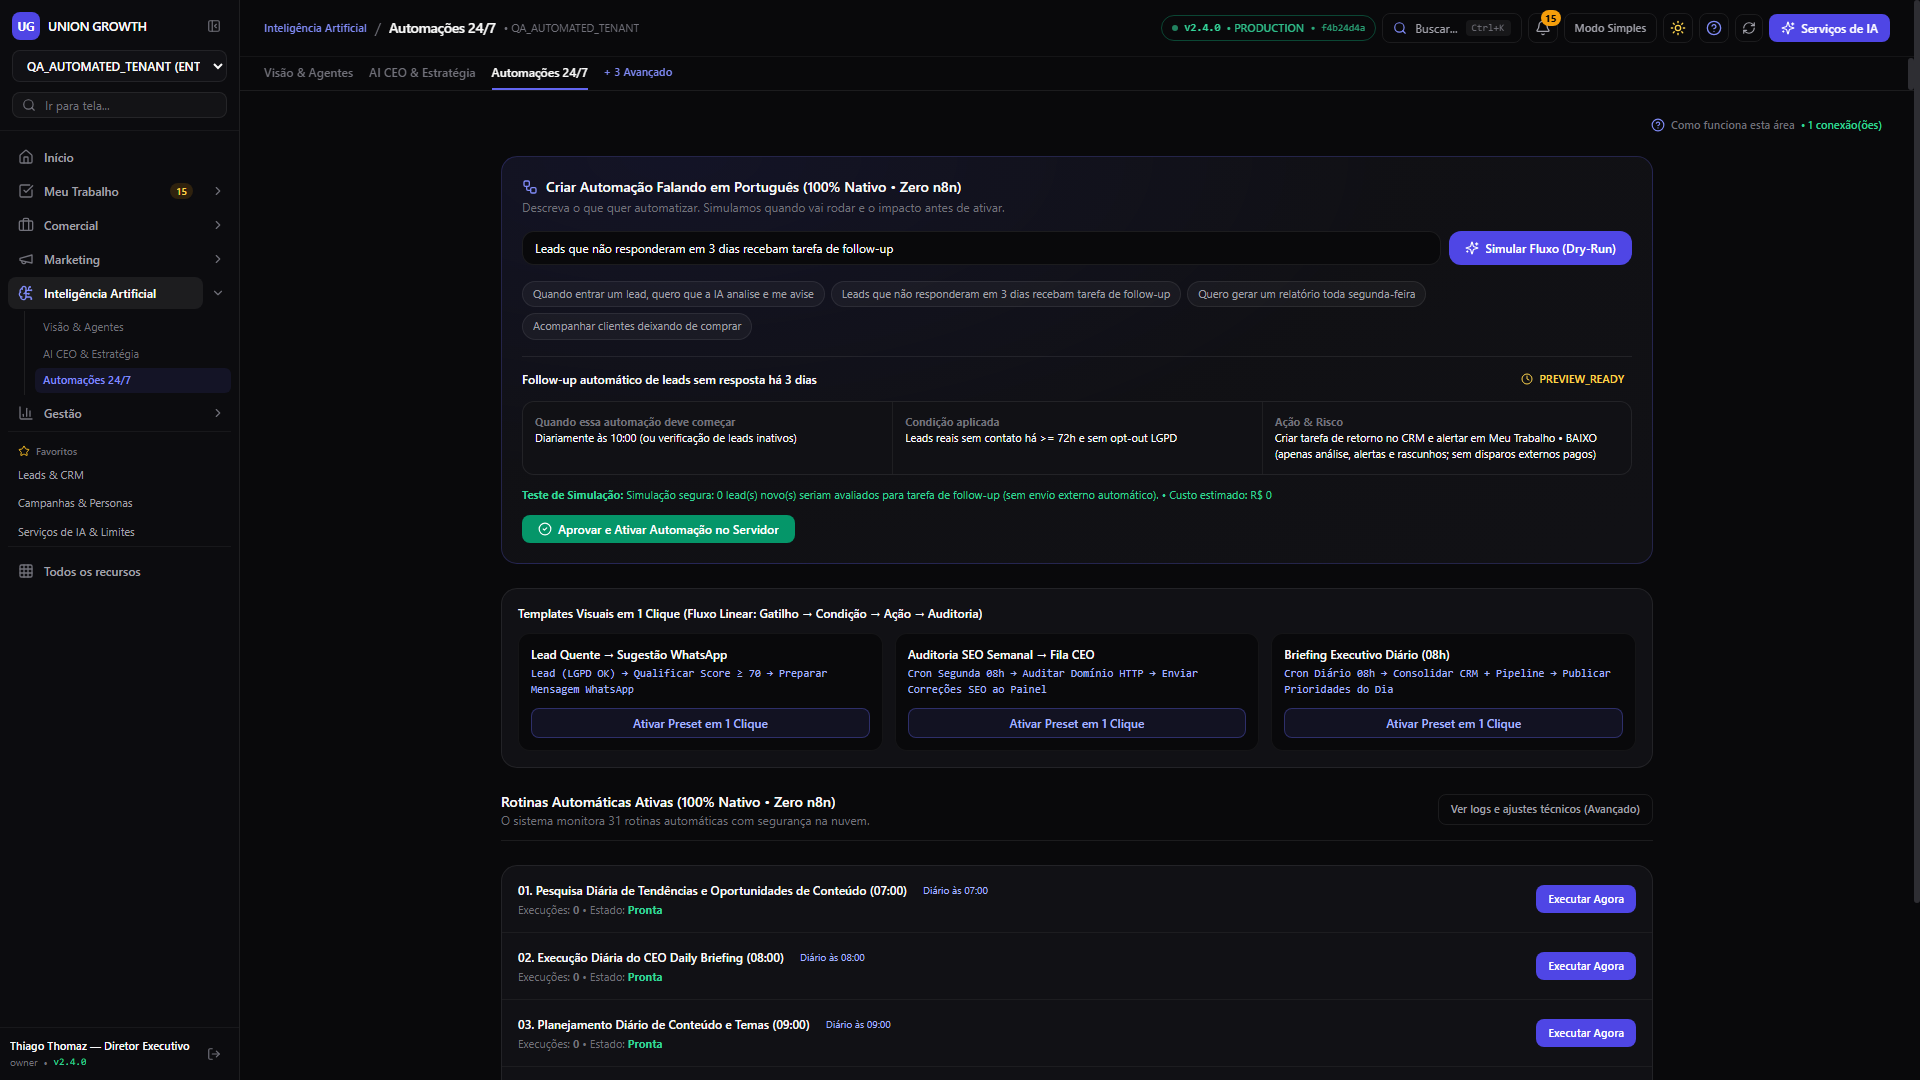 UG UNION GROWTH
QA_AUTOMATED_TENANT (ENT
Ir para tela...
Início
Meu Trabalho 15
Comercial
Marketing
Inteligência Artificial
Visão & Agentes
AI CEO & Estratégia
Automações 24/7
Gestão
Favoritos
Leads & CRM
Campanhas & Personas
Serviços de IA & Limites
Todos os recursos
Thiago Thomaz — Diretor Executivo
owner • v2.4.0
Inteligência Artificial / Automações 24/7 • QA_AUTOMATED_TENANT
v2.4.0 • PRODUCTION • f4b24d4a
Buscar... Ctrl+K
15
Modo Simples
Serviços de IA
Visão & Agentes AI CEO & Estratégia Automações 24/7 + 3 Avançado
Como funciona esta área • 1 conexão(ões)
Criar Automação Falando em Português (100% Nativo • Zero n8n)
Descreva o que quer automatizar. Simulamos quando vai rodar e o impacto antes de ativar.
Leads que não responderam em 3 dias recebam tarefa de follow-up
Simular Fluxo (Dry-Run)
Quando entrar um lead, quero que a IA analise e me avise
Leads que não responderam em 3 dias recebam tarefa de follow-up
Quero gerar um relatório toda segunda-feira
Acompanhar clientes deixando de comprar
Follow-up automático de leads sem resposta há 3 dias
PREVIEW_READY
Quando essa automação deve começar
Diariamente às 10:00 (ou verificação de leads inativos)
Condição aplicada
Leads reais sem contato há >= 72h e sem opt-out LGPD
Ação & Risco
Criar tarefa de retorno no CRM e alertar em Meu Trabalho • BAIXO
(apenas análise, alertas e rascunhos; sem disparos externos pagos)
Teste de Simulação: Simulação segura: 0 lead(s) novo(s) seriam avaliados para tarefa de follow-up (sem envio externo automático). • Custo estimado: R$ 0
Aprovar e Ativar Automação no Servidor
Templates Visuais em 1 Clique (Fluxo Linear: Gatilho → Condição → Ação → Auditoria)
Lead Quente → Sugestão WhatsApp
Lead (LGPD OK) → Qualificar Score ≥ 70 → Preparar
Mensagem WhatsApp
Ativar Preset em 1 Clique
Auditoria SEO Semanal → Fila CEO
Cron Segunda 08h → Auditar Domínio HTTP → Enviar
Correções SEO ao Painel
Ativar Preset em 1 Clique
Briefing Executivo Diário (08h)
Cron Diário 08h → Consolidar CRM + Pipeline → Publicar
Prioridades do Dia
Ativar Preset em 1 Clique
Rotinas Automáticas Ativas (100% Nativo • Zero n8n)
O sistema monitora 31 rotinas automáticas com segurança na nuvem.
Ver logs e ajustes técnicos (Avançado)
01. Pesquisa Diária de Tendências e Oportunidades de Conteúdo (07:00) Diário às 07:00
Execuções: 0 • Estado: Pronta
Executar Agora
02. Execução Diária do CEO Daily Briefing (08:00) Diário às 08:00
Execuções: 0 • Estado: Pronta
Executar Agora
03. Planejamento Diário de Conteúdo e Temas (09:00) Diário às 09:00
Execuções: 0 • Estado: Pronta
Executar Agora